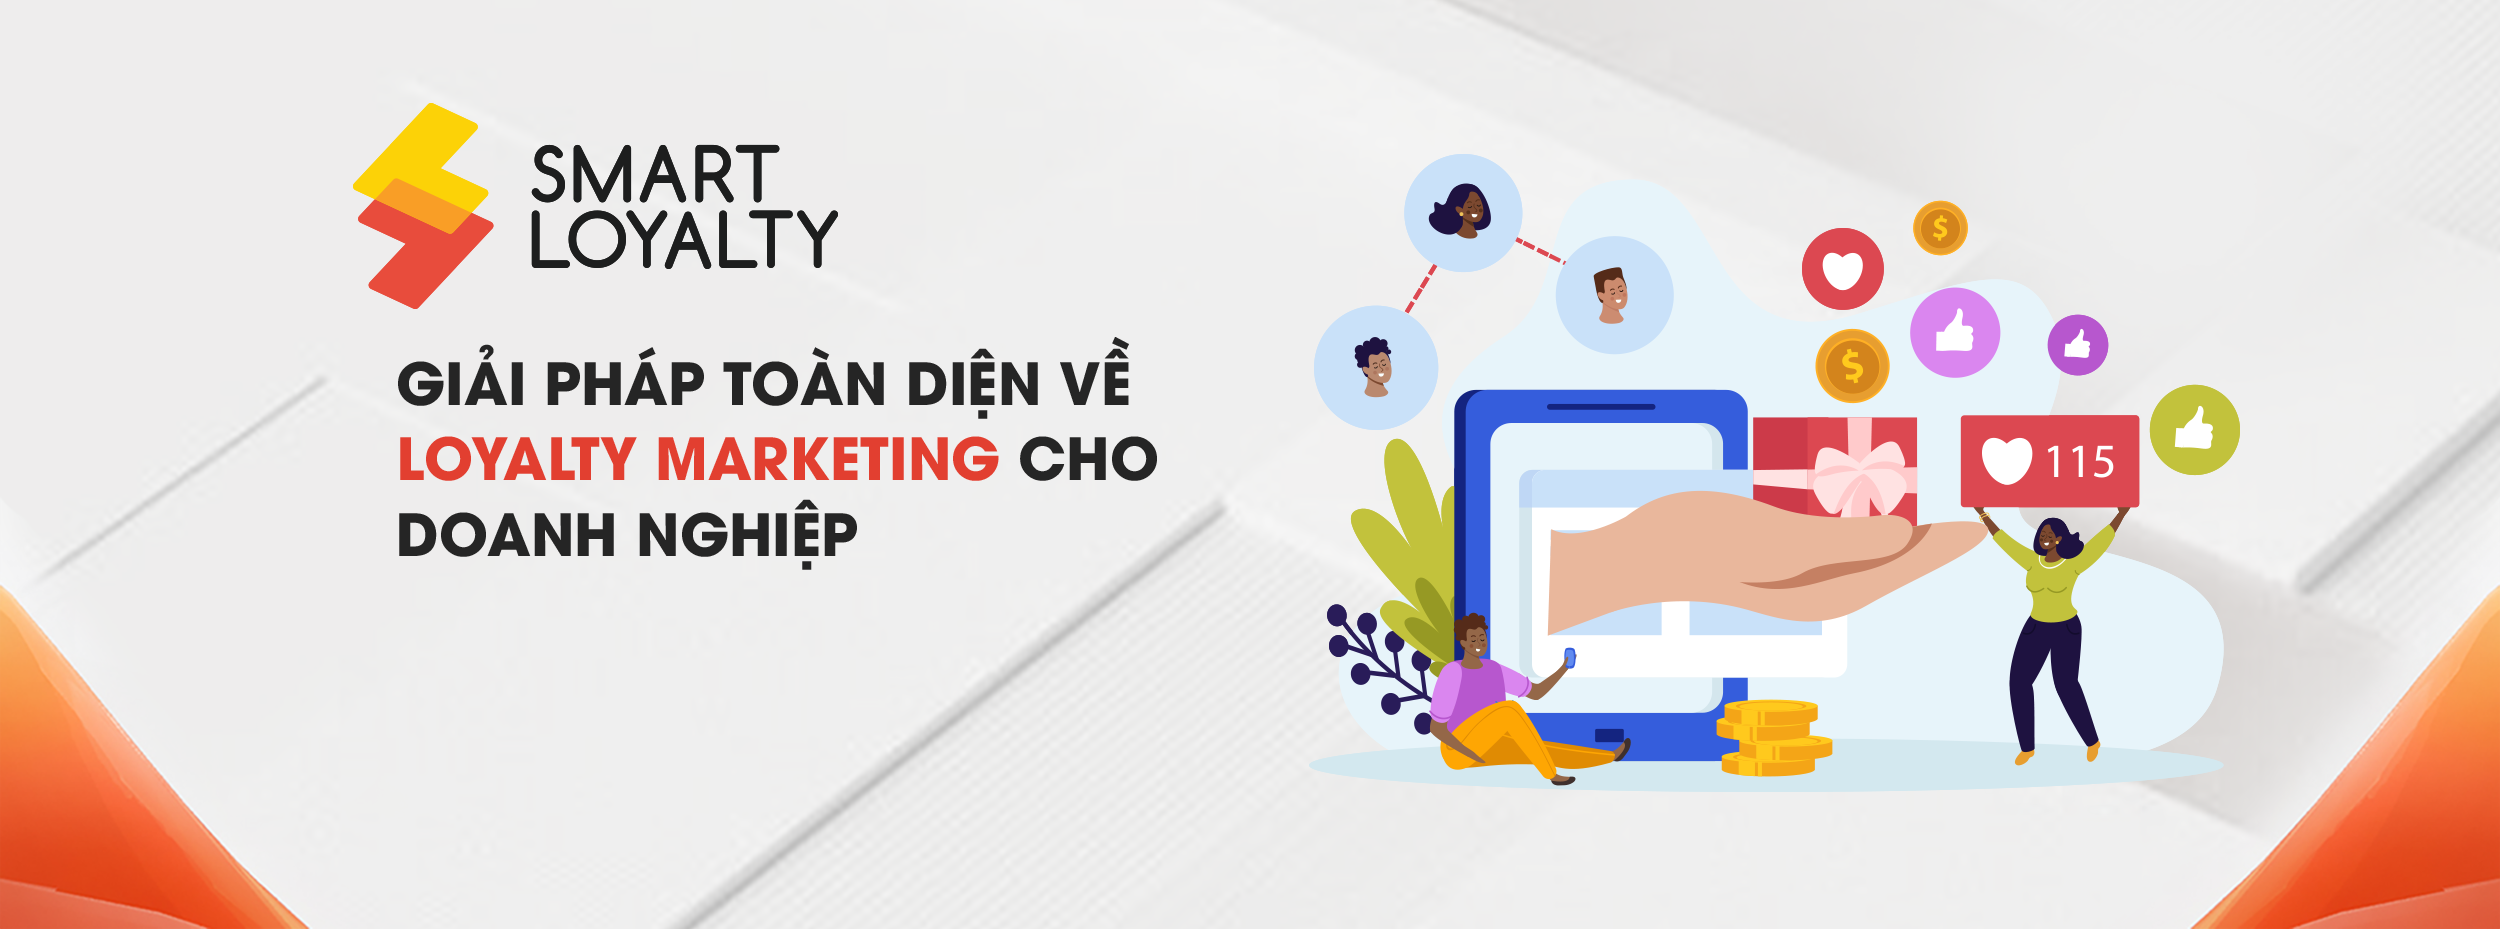 SMART
LOYALTY
GIẢI PHÁP TOÀN DIỆN VỀ
LOYALTY MARKETING CHO
DOANH NGHIỆP
$
$
115